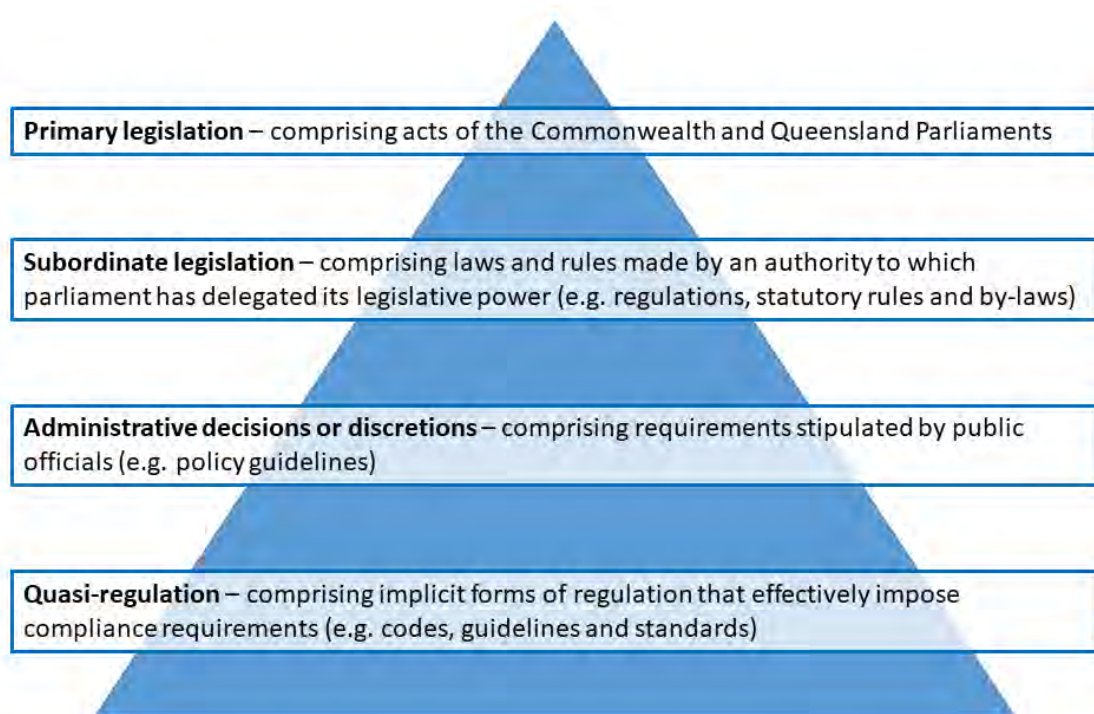 Primary legislation – comprising acts of the Commonwealth and Queensland Parliaments
Subordinate legislation – comprising laws and rules made by an authority to which
parliament has delegated its legislative power (e.g. regulations, statutory rules and by-laws)
Administrative decisions or discretions – comprising requirements stipulated by public
officials (e.g. policy guidelines)
Quasi-regulation – comprising implicit forms of regulation that effectively impose
compliance requirements (e.g. codes, guidelines and standards)